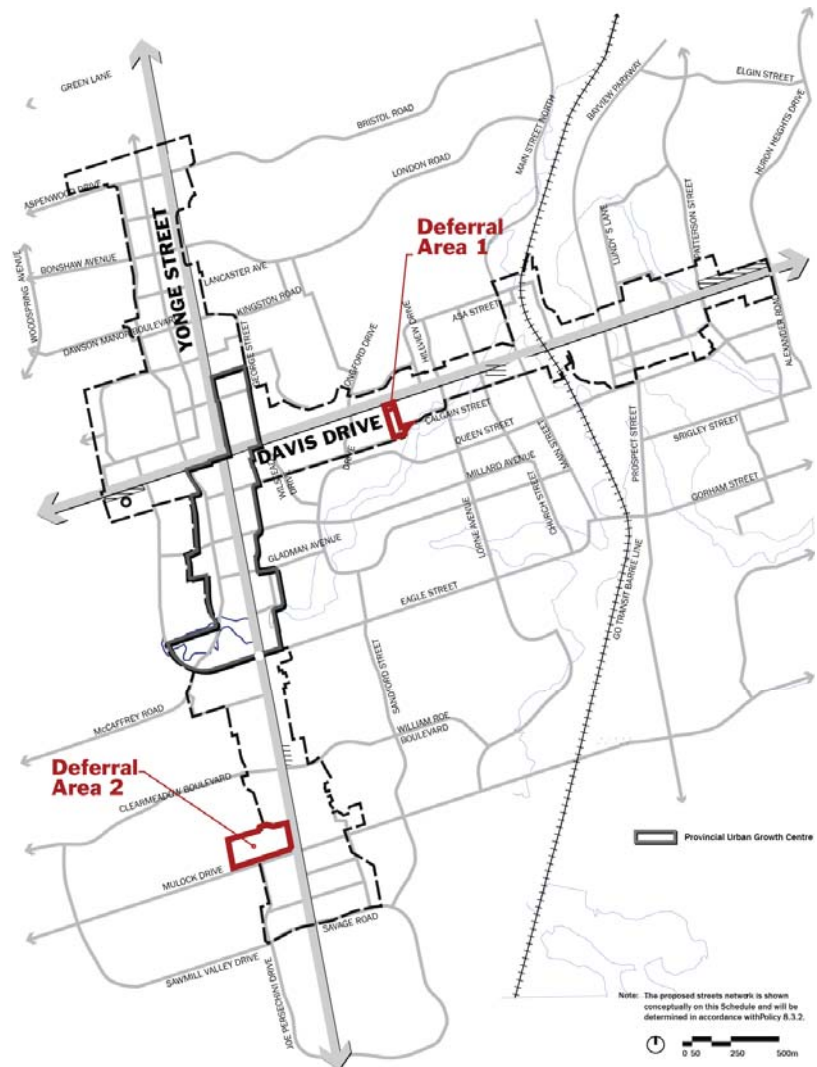 GREEN LANE
BRISTOL ROAD
LONDON ROAD
MAIN STREET NORTH
BAYVIEW PARKWAY
ELGIN STREET
HURON HEIGHTS DRIVE
ASPENWOOD DRIVE
YONGE STREET
Deferral
Area 1
LUNDY'S LANE
PATTERSON STREET
BONSHAW AVENUE
WOODSPRING AVENUE
LANCASTER AVE
KINGSTON ROAD
DAWSON MANOR BOULEVARD
GEORGE STREET
LONGFORD DRIVE
HILLVIEW DRIVE
ASA STREET
ALEXANDER ROAD
DAVIS DRIVE
CALGAIN STREET
QUEEN STREET
SRIGLEY STREET
DRIVE
MILLARD AVENUE
MAIN STREET
CHURCH STREET
LORNE AVENUE
PROSPECT STREET
GORHAM STREET
GLADMAN AVENUE
EAGLE STREET
GO TRANSIT BARRIE LINE
SANDFORD STREET
McCAFFREY ROAD
WILLIAM ROE
BOULEVARD
Deferral
Area 2
CLEARMEADOW BOULEVARD
Provincial Urban Growth Centre
MULOCK DRIVE
SAVAGE ROAD
SAWMILL VALLEY DRIVE
JOE PERSECHINI DRIVE
Note: The proposed streets network is shown
conceptually on this Schedule and will be
determined in accordance withPolicy 8.3.2.
0 50 250 500m